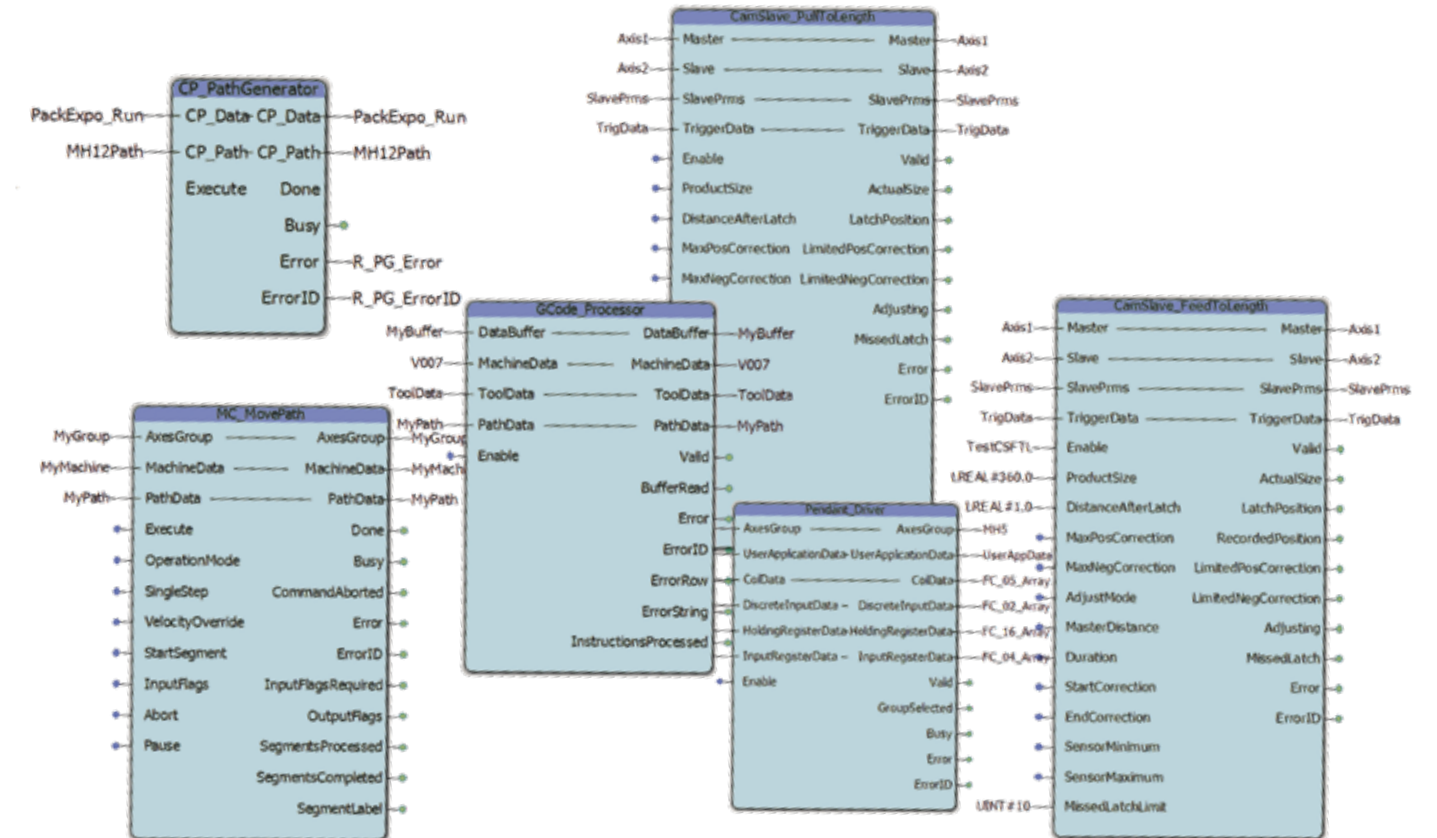 CP_PathGenerator
PackExpo_Run CP_Data CP_Data PackExpo_Run
MH12Path CP_Path CP_Path MH12Path
Execute Done
Busy
Error R_PG_Error
ErrorID R_PG_ErrorID
CamSlave_PullToLength
Axis1 Master Master Axis1
Axis2 Slave Slave Axis2
SlavePrms SlavePrms SlavePrms SlavePrms
TrigData TriggerData TriggerData TrigData
Enable Valid
ProductSize ActualSize
DistanceAfterLatch LatchPosition
MaxPosCorrection LimitedPosCorrection
MaxNegCorrection LimitedNegCorrection
Adjusting
MissedLatch
Error
ErrorID
GCode_Processor
MyBuffer DataBuffer DataBuffer MyBuffer
V007 MachineData MachineData V007
ToolData ToolData ToolData ToolData
MyPath PathData PathData MyPath
Enable Valid
BufferRead
Error
ErrorID
ErrorRow
ErrorString
InstructionsProcessed
MC_MovePath
MyGroup AxesGroup AxesGroup MyGroup
MyMachine MachineData MachineData MyMach
MyPath PathData PathData MyPath
Execute Done
OperationMode Busy
SingleStep CommandAborted
VelocityOverride Error
StartSegment ErrorID
InputFlags InputFlagsRequired
Abort OutputFlags
Pause SegmentsProcessed
SegmentsCompleted
SegmentLabel
Pendant_Driver
AxesGroup AxesGroup MH5
UserApplicationData UserApplicationData UserAppData
CoilData CoilData FC_05_Array
DiscreteInputData DiscreteInputData FC_02_Array
HoldingRegisterData HoldingRegisterData FC_16_Array
InputRegisterData InputRegisterData FC_04_Array
Enable Valid
GroupSelected
Busy
Error
ErrorID
CamSlave_FeedToLength
Axis1 Master Master Axis1
Axis2 Slave Slave Axis2
SlavePrms SlavePrms SlavePrms SlavePrms
TrigData TriggerData TriggerData TrigData
TestCSFTL Enable Valid
LREAL#360.0 ProductSize ActualSize
LREAL#1.0 DistanceAfterLatch LatchPosition
MaxPosCorrection RecordedPosition
MaxNegCorrection LimitedPosCorrection
AdjustMode LimitedNegCorrection
MasterDistance Adjusting
Duration MissedLatch
StartCorrection Error
EndCorrection ErrorID
SensorMinimum
SensorMaximum
UINT#10 MissedLatchLimit